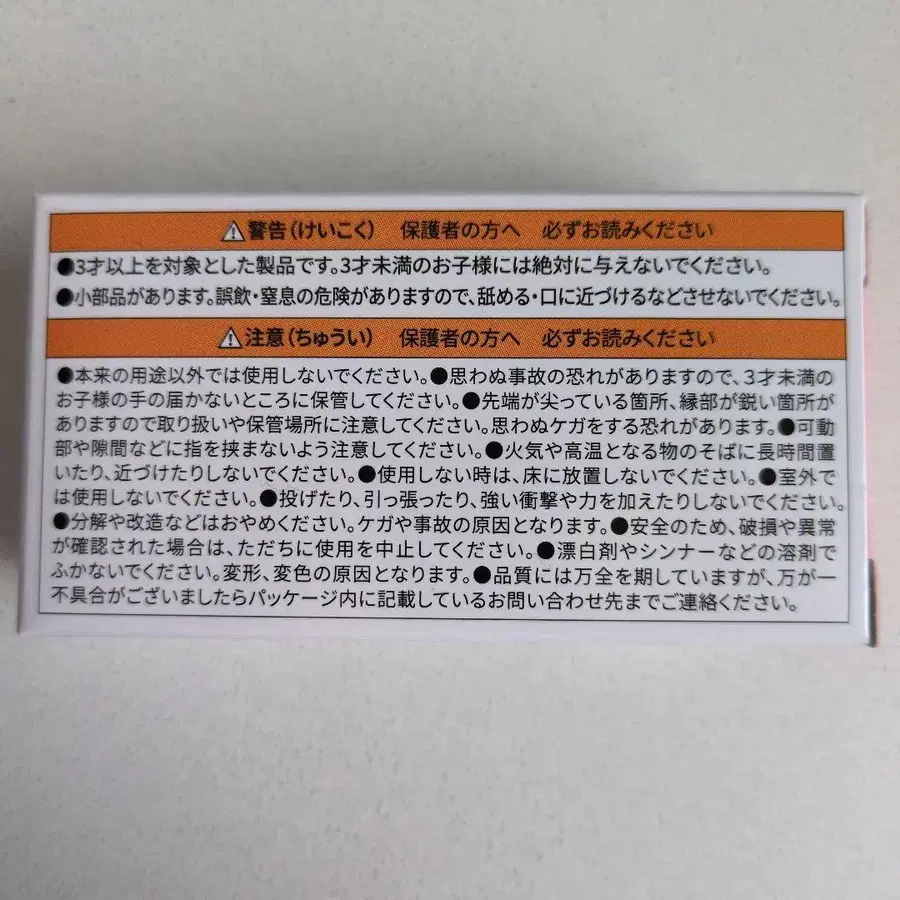 ⚠警告（けいこく） 保護者の方へ 必ずお読みください
●3才以上を対象とした製品です。3才未満のお子様には絶対に与えないでください。
●小部品があります。誤飲・窒息の危険がありますので、舐める・口に近づけるなどさせないでください。
⚠注意（ちゅうい） 保護者の方へ 必ずお読みください
●本来の用途以外では使用しないでください。●思わぬ事故の恐れがありますので、3才未満の
お子様の手の届かないところに保管してください。●先端が尖っている箇所、縁部が鋭い箇所が
ありますので取り扱いや保管場所に注意してください。思わぬケガをする恐れがあります。●可動
部や隙間などに指を挟まないよう注意してください。●火気や高温となる物のそばに長時間置
いたり、近づけたりしないでください。●使用しない時は、床に放置しないでください。●室外で
は使用しないでください。●投げたり、引っ張ったり、強い衝撃や力を加えたりしないでください。
●分解や改造などはおやめください。ケガや事故の原因となります。●安全のため、破損や異常
が確認された場合は、ただちに使用を中止してください。●漂白剤やシンナーなどの溶剤で
ふかないでください。変形、変色の原因となります。●品質には万全を期していますが、万が一
不具合がございましたらパッケージ内に記載しているお問い合わせ先までご連絡ください。